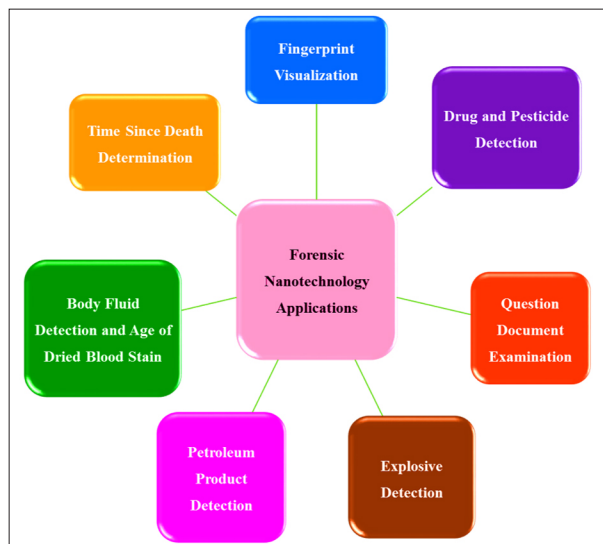 Fingerprint
Visualization
Drug and Pesticide
Detection
Time Since Death
Determination
Forensic
Nanotechnology
Applications
Body Fluid
Detection and Age of
Dried Blood Stain
Question
Document
Examination
Petroleum
Product
Detection
Explosive
Detection